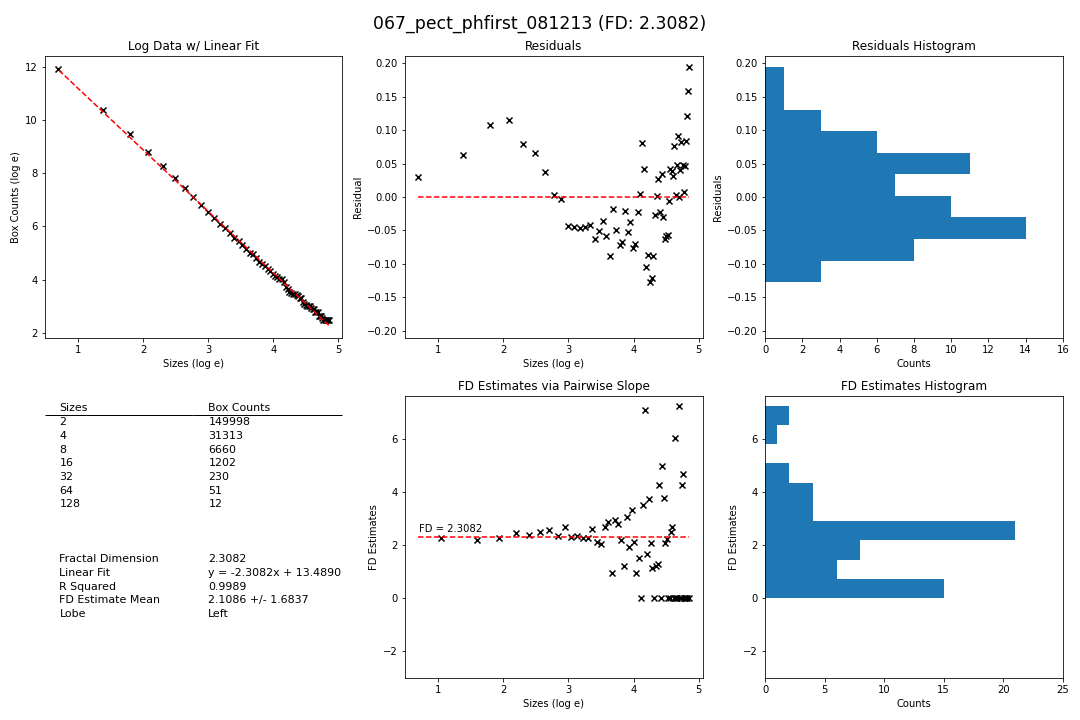 067_pect_phfirst_081213 (FD: 2.3082)
Log Data w/ Linear Fit
Box Counts (log e)
12
10
8
6
4
2
1 2 3 4 5
Sizes (log e)
Residuals
Residual
0.20
0.15
0.10
0.05
0.00
−0.05
−0.10
−0.15
−0.20
1 2 3 4 5
Sizes (log e)
Residuals Histogram
Residuals
0.20
0.15
0.10
0.05
0.00
−0.05
−0.10
−0.15
−0.20
0 2 4 6 8 10 12 14 16
Counts
Sizes Box Counts
2 149998
4 31313
8 6660
16 1202
32 230
64 51
128 12
Fractal Dimension 2.3082
Linear Fit y = -2.3082x + 13.4890
R Squared 0.9989
FD Estimate Mean 2.1086 +/- 1.6837
Lobe Left
FD Estimates via Pairwise Slope
FD Estimates
6
4
2
0
−2
FD = 2.3082
1 2 3 4 5
Sizes (log e)
FD Estimates Histogram
FD Estimates
6
4
2
0
−2
0 5 10 15 20 25
Counts